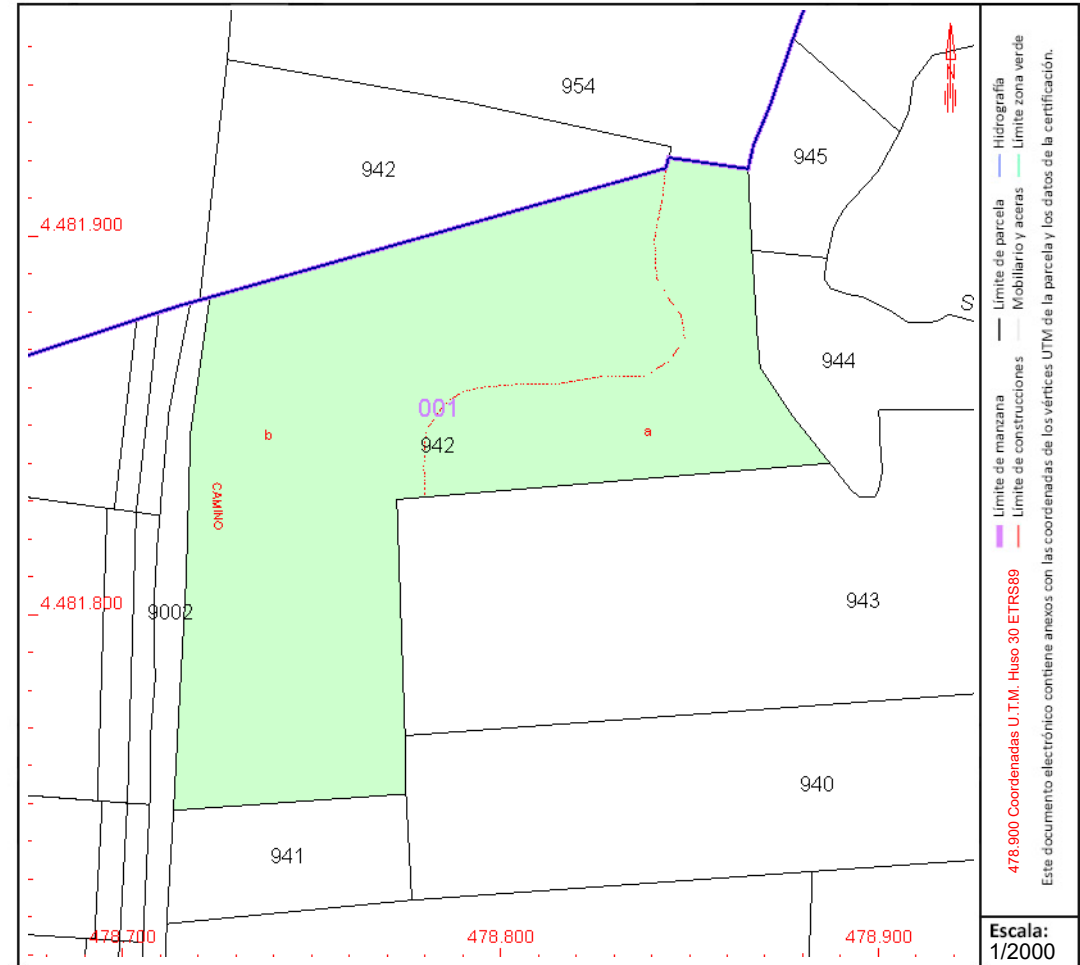 954
942
945
N
4.481.900
S
944
001
942
b
a
CAMINO
4.481.800
9002
943
940
941
478.700
478.800
478.900
Límite de manzana
Límite de parcela
Hidrografía
Límite de construcciones
Mobiliario y aceras
Límite zona verde
478.900 Coordenadas U.T.M. Huso 30 ETRS89
Este documento electrónico contiene anexos con las coordenadas de los vértices UTM de la parcela y los datos de la certificación.
Escala:
1/2000